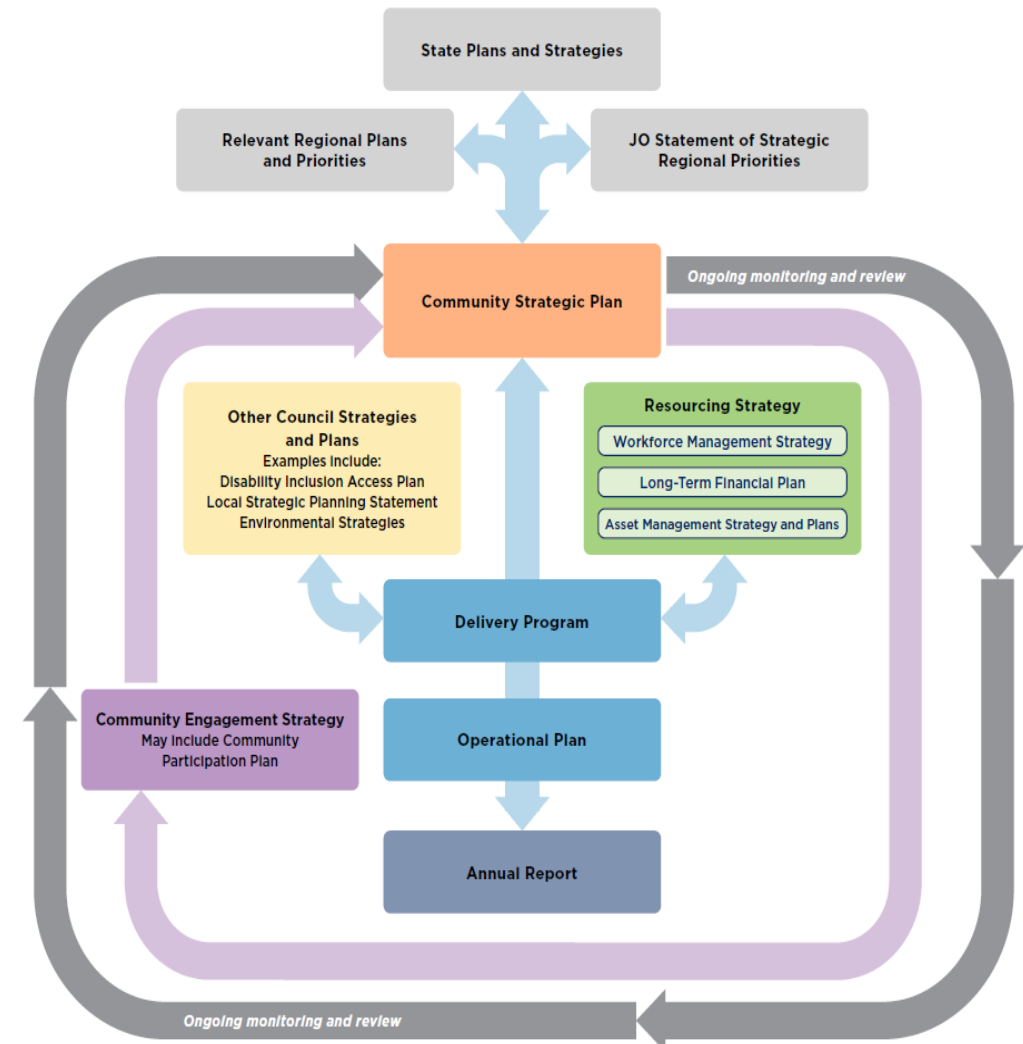 State Plans and Strategies
Relevant Regional Plans
and Priorities
JO Statement of Strategic
Regional Priorities
Community Strategic Plan
Ongoing monitoring and review
Other Council Strategies
and Plans
Examples include:
Disability Inclusion Access Plan
Local Strategic Planning Statement
Environmental Strategies
Resourcing Strategy
Workforce Management Strategy
Long-Term Financial Plan
Asset Management Strategy and Plans
Delivery Program
Community Engagement Strategy
May include Community
Participation Plan
Operational Plan
Annual Report
Ongoing monitoring and review